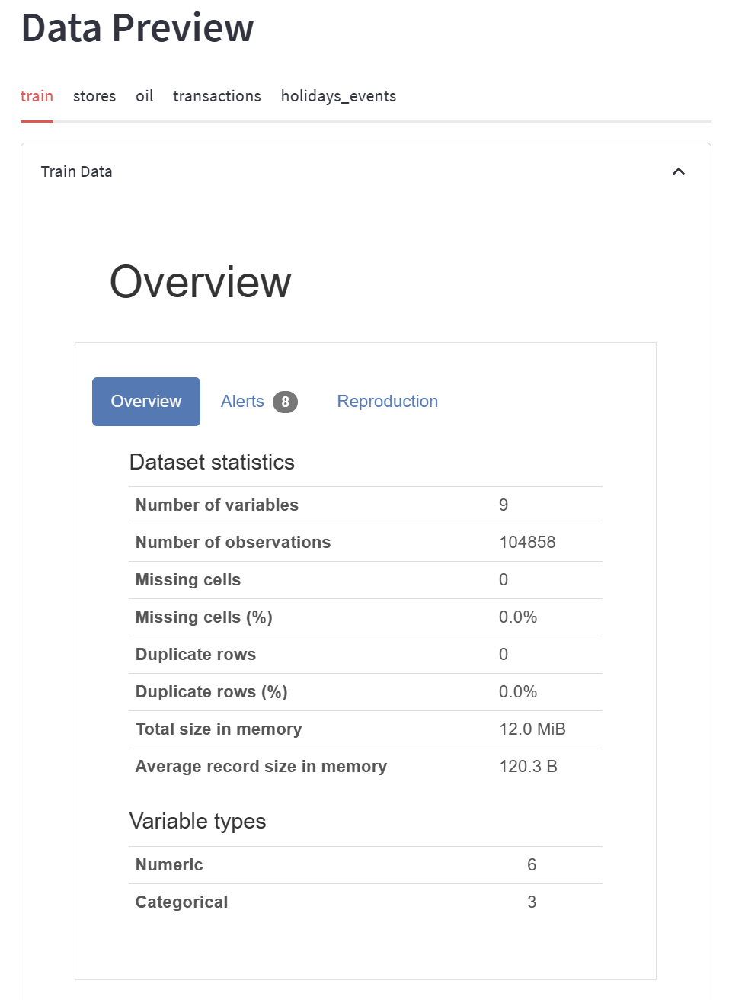 Data Preview
train stores oil transactions holidays_events
Train Data
Overview
Overview Alerts 8 Reproduction
Dataset statistics
Number of variables 9
Number of observations 104858
Missing cells 0
Missing cells (%) 0.0%
Duplicate rows 0
Duplicate rows (%) 0.0%
Total size in memory 12.0 MiB
Average record size in memory 120.3 B
Variable types
Numeric 6
Categorical 3